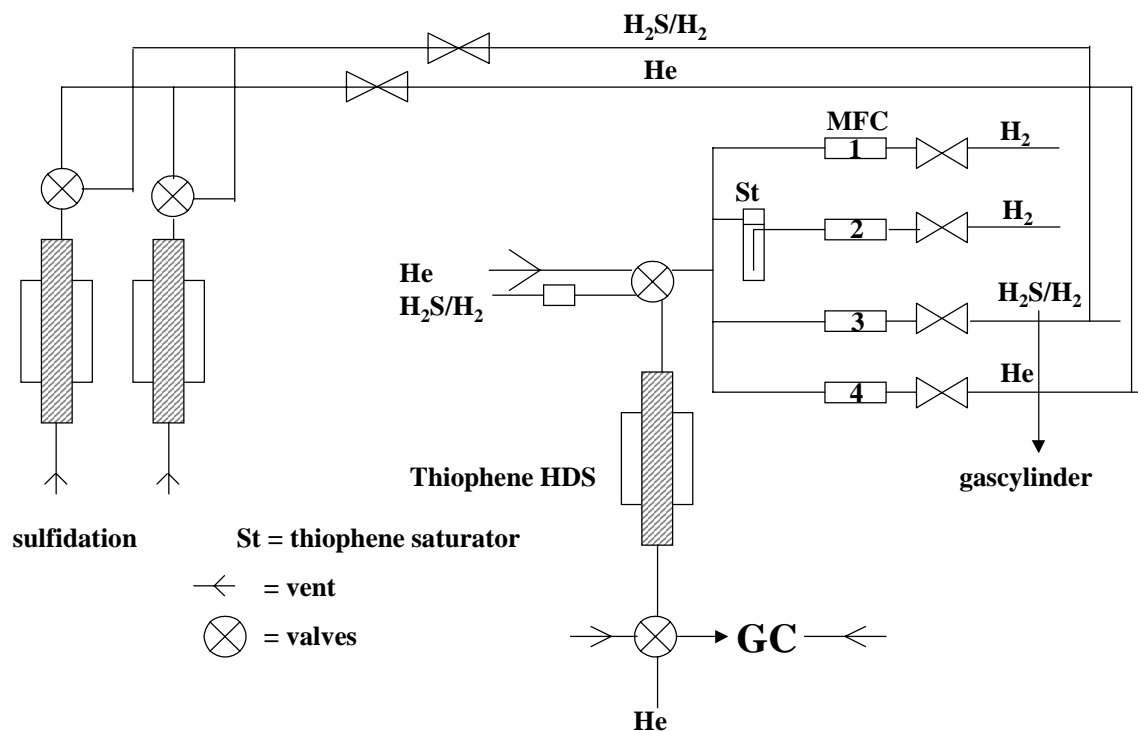 H₂S/H₂
He
MFC
1
H₂
St
2
H₂
He
H₂S/H₂
H₂S/H₂
3
He
4
Thiophene HDS
gascylinder
sulfidation
St = thiophene saturator
= vent
= valves
GC
He